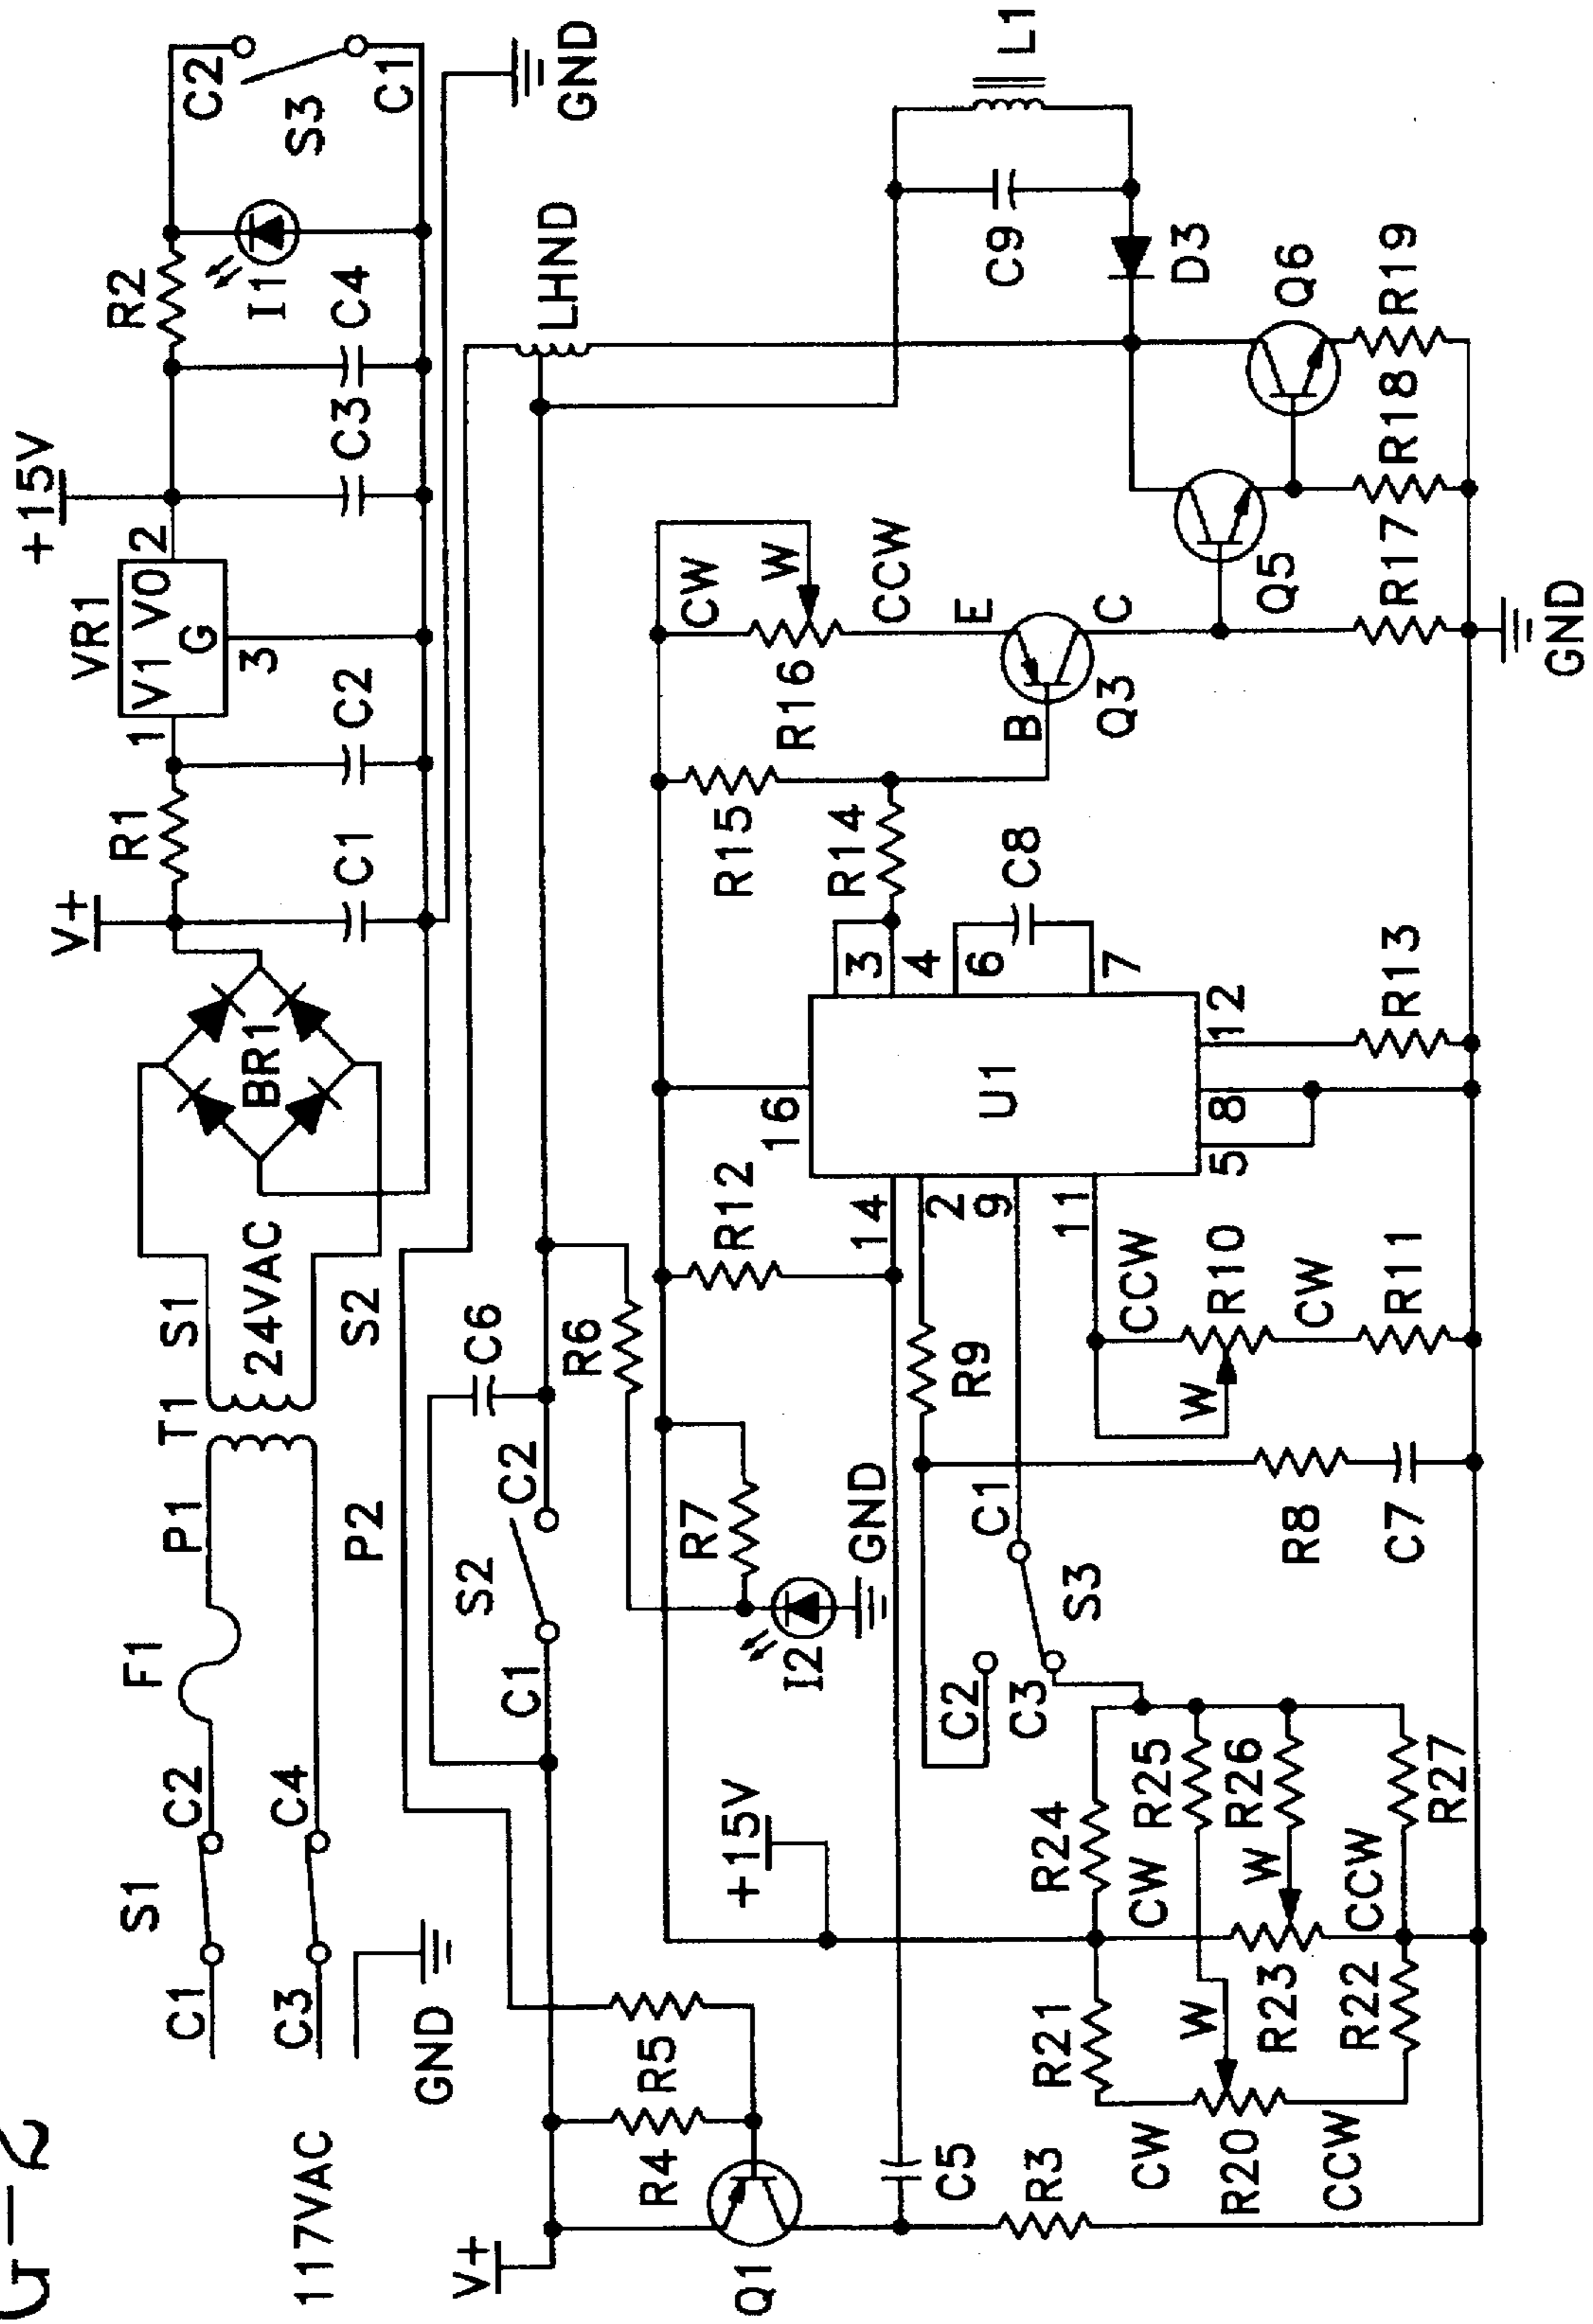 G-2
117VAC
GND
C1
C3
S1
C2
C4
F1
P1
P2
T1
S1
24VAC
S2
BR1
V+
R1
C1
C2
VR1
V1 VO
G
1
2
3
+15V
C3
C4
R2
I1
C2
S3
C1
GND
V+
Q1
R4
R5
C1
S2
C2
C6
R6
LHND
+15V
I2
R7
GND
R12
R15
R16
CW
W
CCW
C5
R3
14
2
9
11
16
U1
5
8
12
3
4
6
7
R14
C8
B
E
C
Q3
C9
L1
D3
R9
C1
S3
C2
C3
CCW
R10
W
CW
R11
R8
C7
R13
Q5
Q6
R17
R18
R19
GND
R21
R24
CW
R25
R26
W
W
CW
R20
CCW
R23
R22
CCW
R27